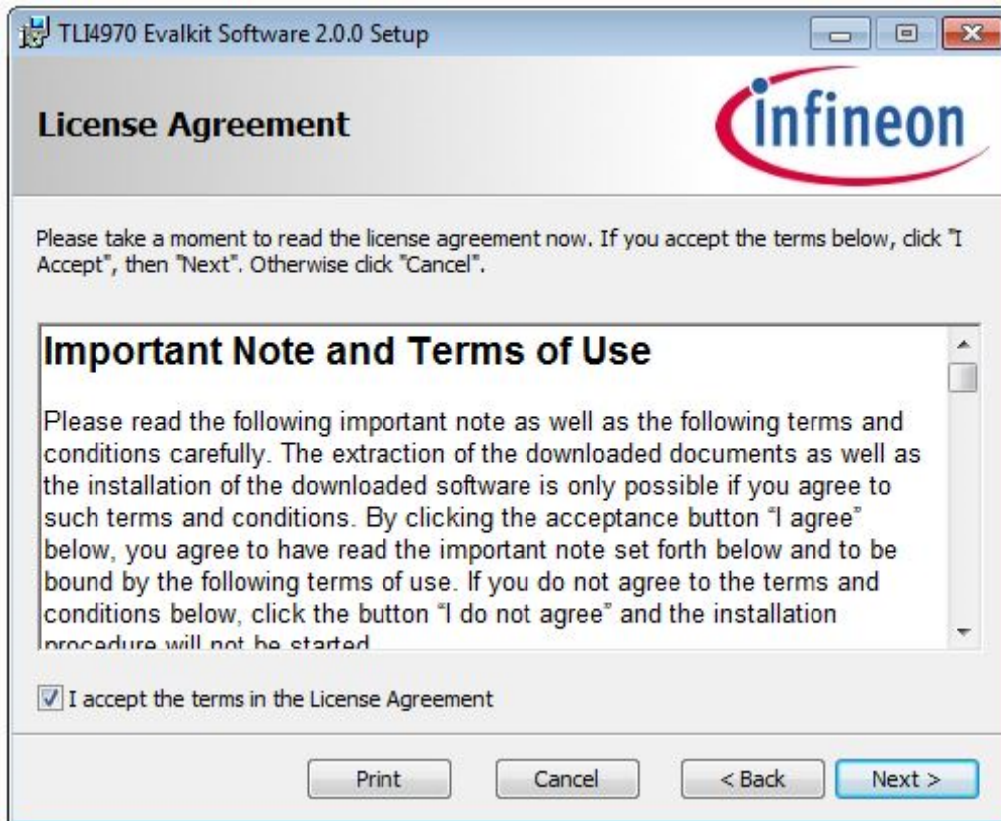 TLI4970 Evalkit Software 2.0.0 Setup
License Agreement
infineon
Please take a moment to read the license agreement now. If you accept the terms below, click "I
Accept", then "Next". Otherwise click "Cancel".
Important Note and Terms of Use
Please read the following important note as well as the following terms and
conditions carefully. The extraction of the downloaded documents as well as
the installation of the downloaded software is only possible if you agree to
such terms and conditions. By clicking the acceptance button “I agree”
below, you agree to have read the important note set forth below and to be
bound by the following terms of use. If you do not agree to the terms and
conditions below, click the button “I do not agree” and the installation
procedure will not be started
I accept the terms in the License Agreement
Print Cancel < Back Next >